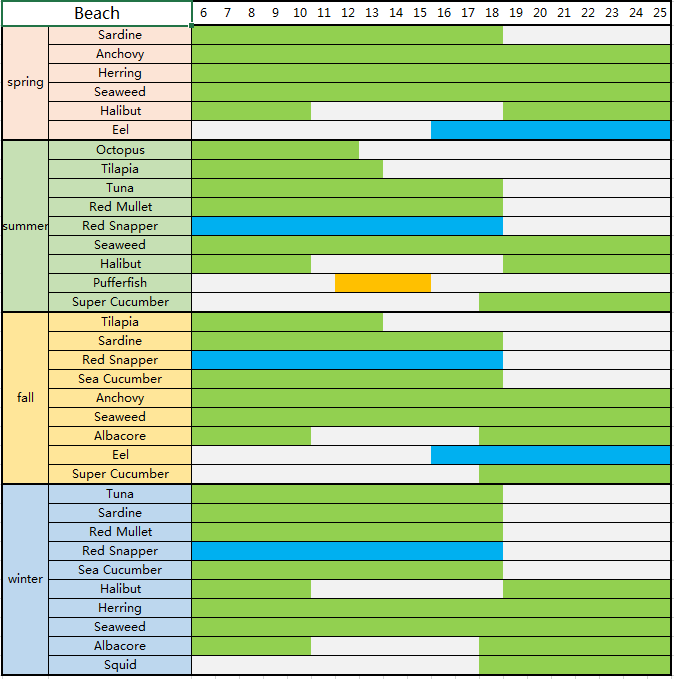 Beach 6 7 8 9 10 11 12 13 14 15 16 17 18 19 20 21 22 23 24 25
spring
Sardine
Anchovy
Herring
Seaweed
Halibut
Eel
summer
Octopus
Tilapia
Tuna
Red Mullet
Red Snapper
Seaweed
Halibut
Pufferfish
Super Cucumber
fall
Tilapia
Sardine
Red Snapper
Sea Cucumber
Anchovy
Seaweed
Albacore
Eel
Super Cucumber
winter
Tuna
Sardine
Red Mullet
Red Snapper
Sea Cucumber
Halibut
Herring
Seaweed
Albacore
Squid